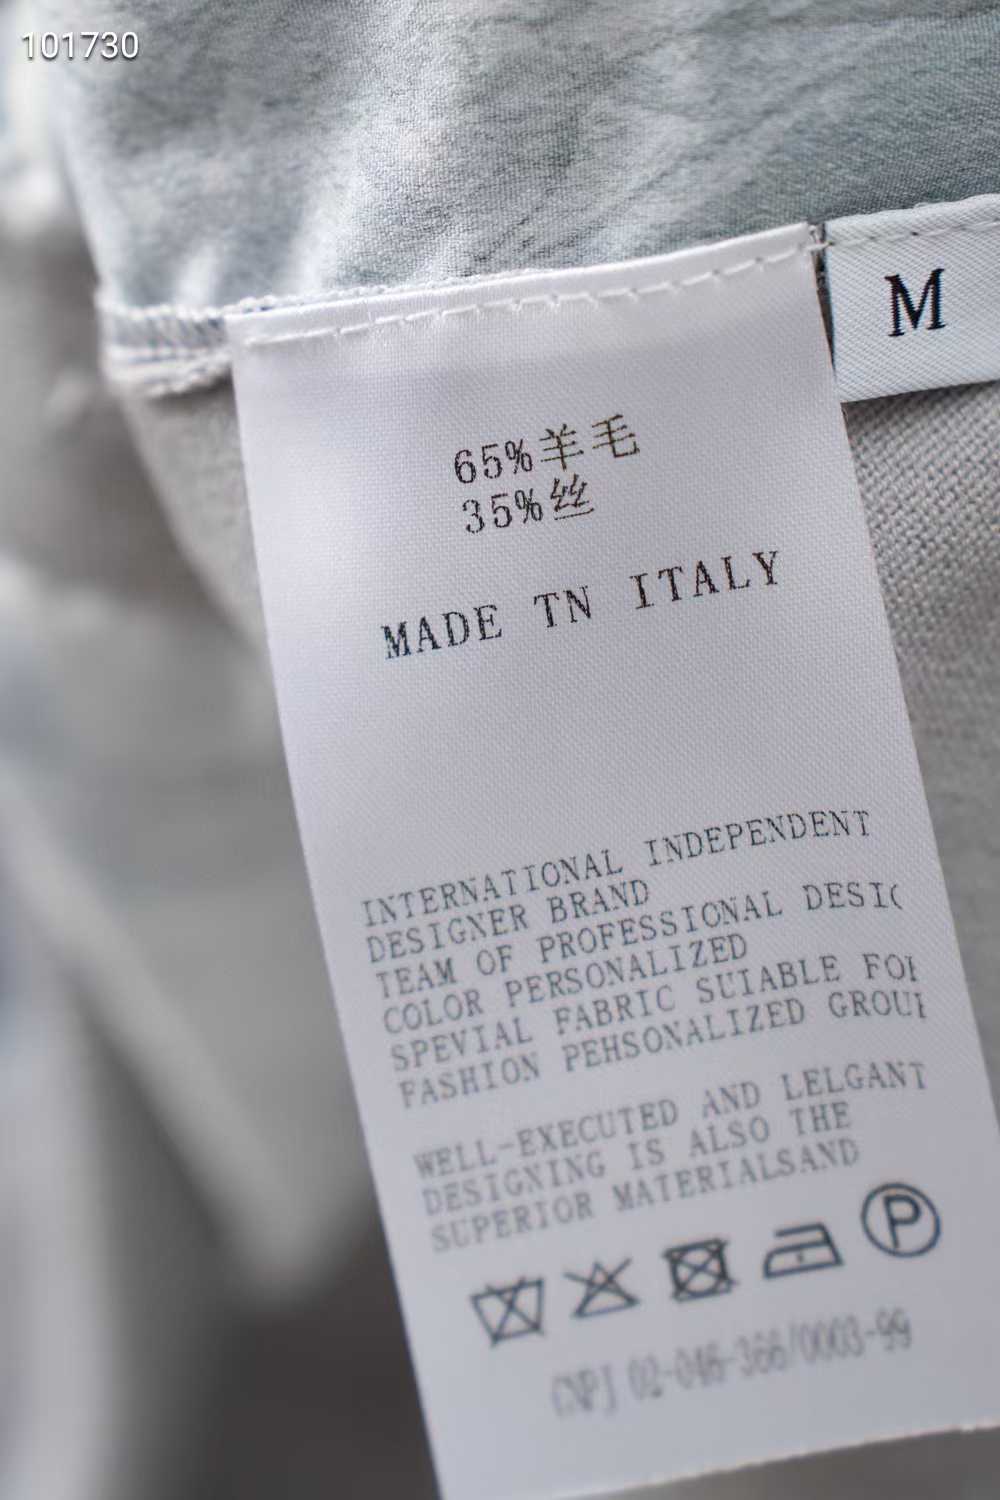 101730
M
65%羊毛
35%丝
MADE TN ITALY
INTERNATIONAL INDEPENDENT
DESIGNER BRAND
TEAM OF PROFESSIONAL DESIG
COLOR PERSONALIZED
SPEVIAL FABRIC SUIABLE FOR
FASHION PEHSONALIZED GROUP
WELL-EXECUTED AND LELGANT
DESIGNING IS ALSO THE
SUPERIOR MATERIALSAND
P
CNPJ 02-046-366/0003-99